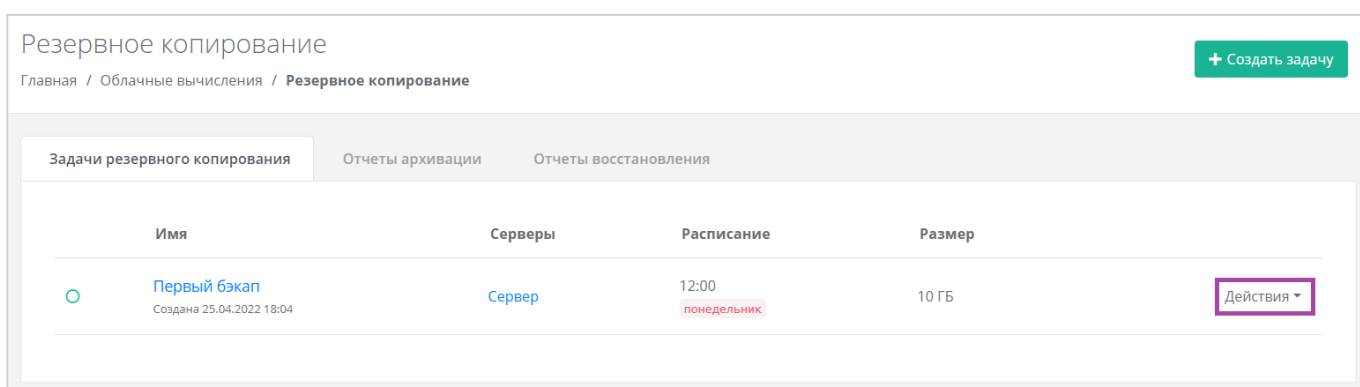 Резервное копирование
+ Создать задачу
Главная / Облачные вычисления / Резервное копирование
Задачи резервного копирования Отчеты архивации Отчеты восстановления
Имя Серверы Расписание Размер
Первый бэкап Сервер 12:00 10 ГБ Действия
Создана 25.04.2022 18:04 понедельник